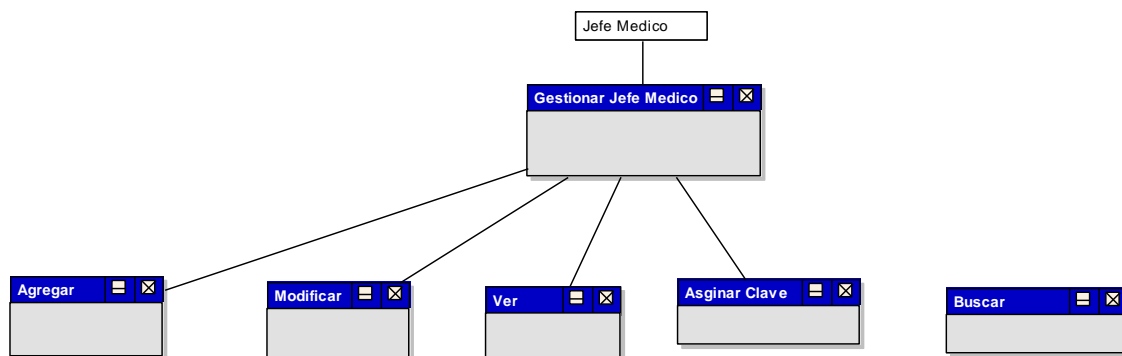 Jefe Medico
Gestionar Jefe Medico
Agregar
Modificar
Ver
Asginar Clave
Buscar